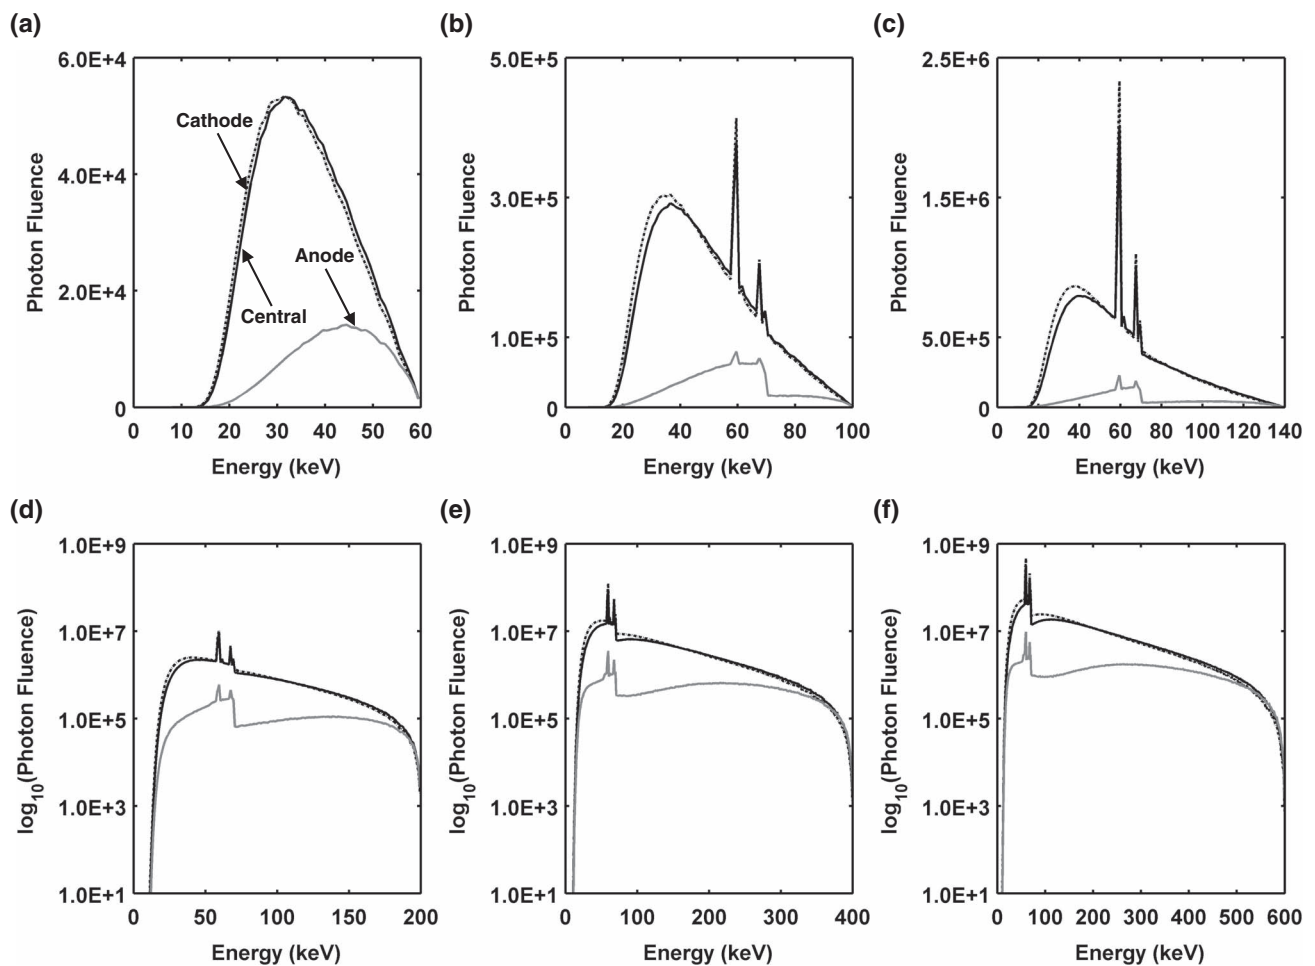 (a)
(b)
(c)
6.0E+4
4.0E+4
2.0E+4
0
Photon Fluence
Cathode
Anode
Central
0 10 20 30 40 50 60
Energy (keV)
5.0E+5
3.0E+5
1.0E+5
0
Photon Fluence
0 20 40 60 80 100
Energy (keV)
2.5E+6
1.5E+6
5.0E+5
0
Photon Fluence
0 20 40 60 80 100 120 140
Energy (keV)
(d)
(e)
(f)
1.0E+9
1.0E+7
1.0E+5
1.0E+3
1.0E+1
log10(Photon Fluence)
0 50 100 150 200
Energy (keV)
1.0E+9
1.0E+7
1.0E+5
1.0E+3
1.0E+1
log10(Photon Fluence)
0 100 200 300 400
Energy (keV)
1.0E+9
1.0E+7
1.0E+5
1.0E+3
1.0E+1
log10(Photon Fluence)
0 100 200 300 400 500 600
Energy (keV)